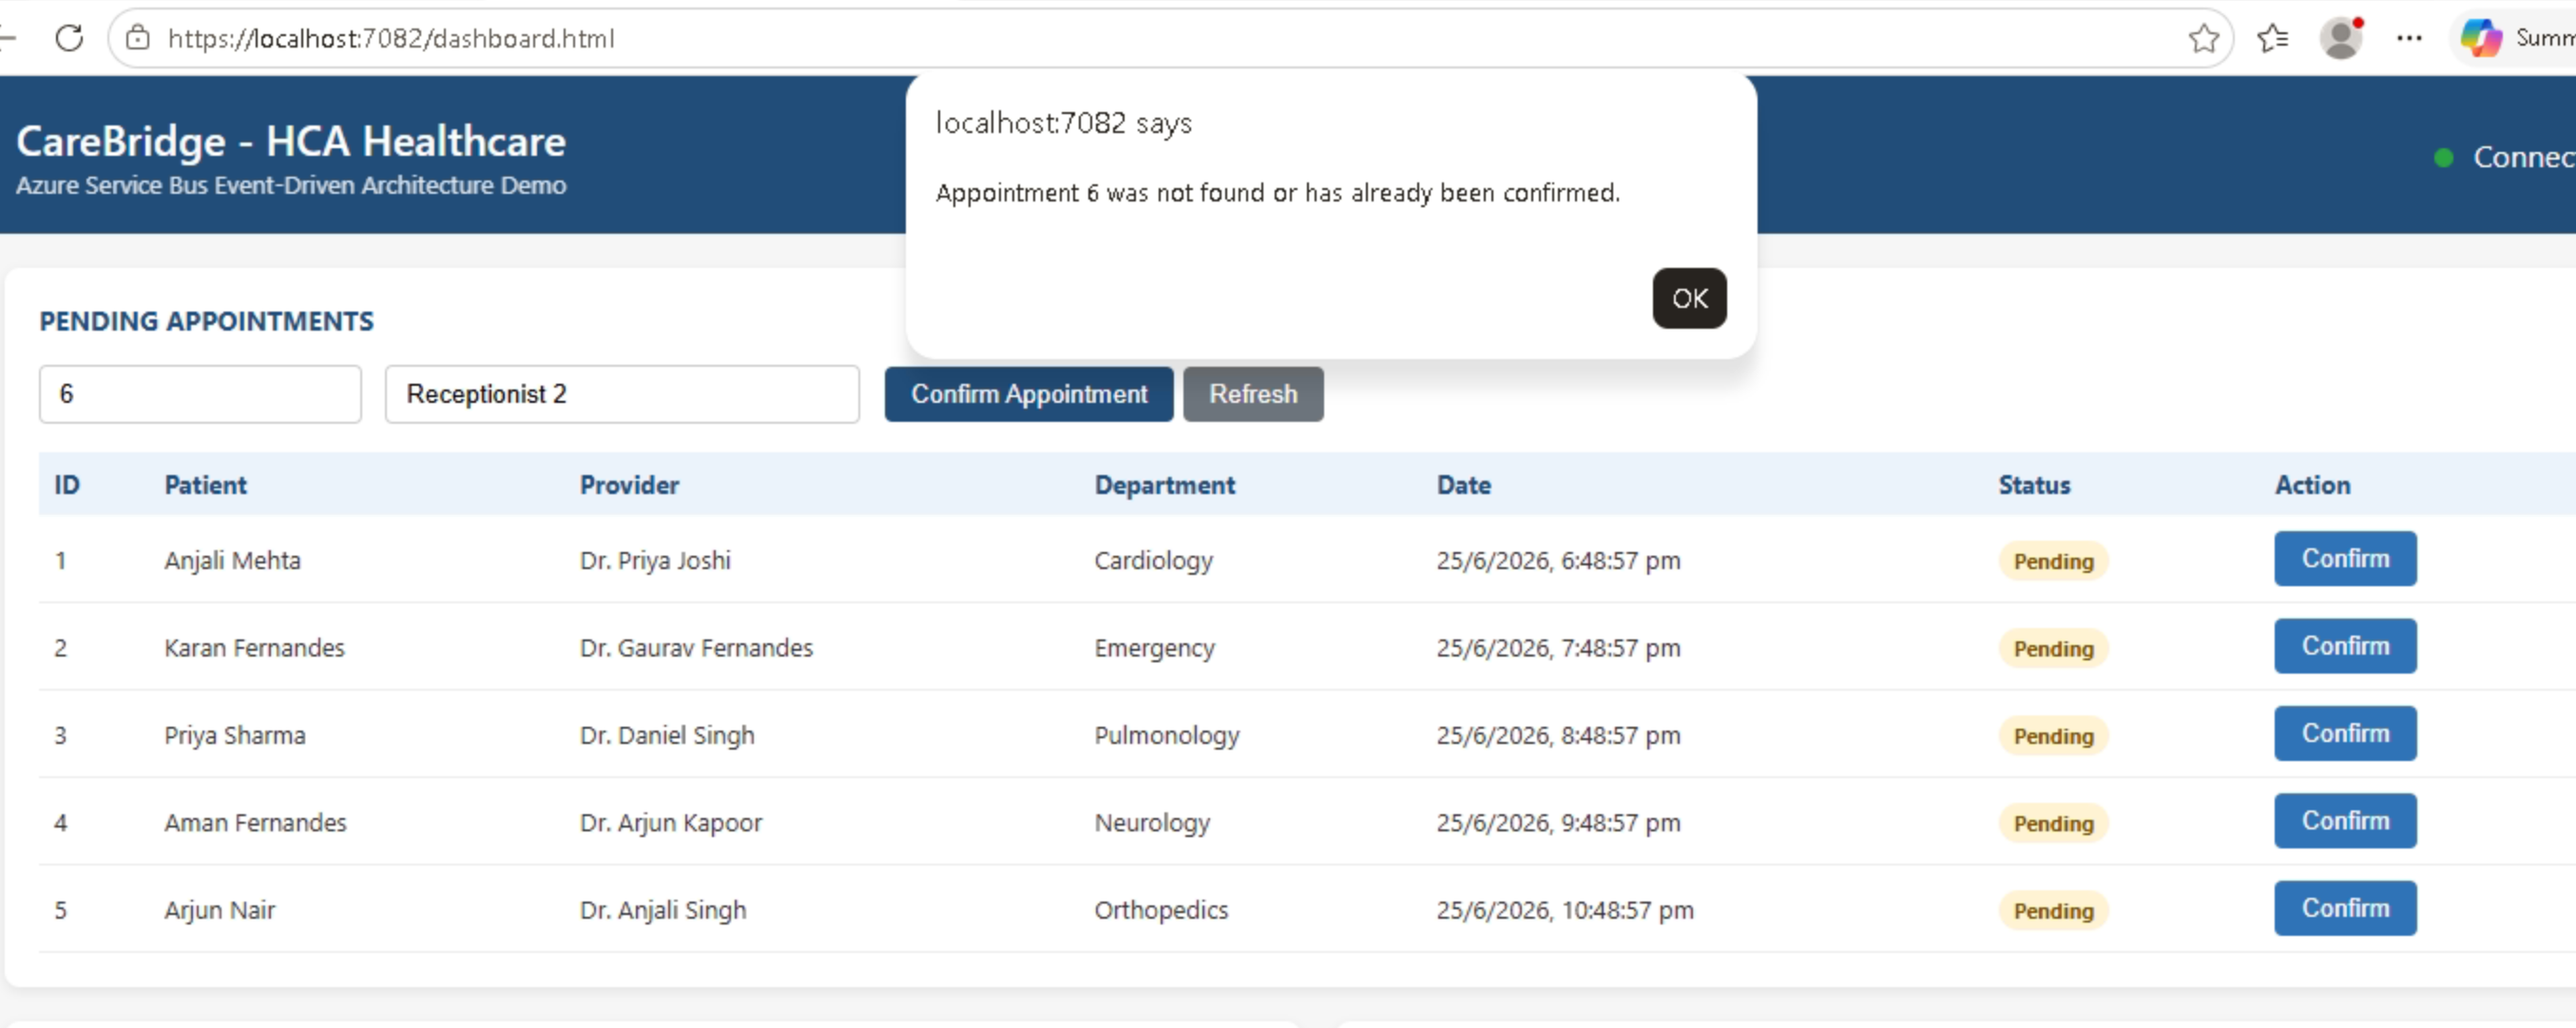 https://localhost:7082/dashboard.html
Summ
CareBridge - HCA Healthcare
Azure Service Bus Event-Driven Architecture Demo
Connec
localhost:7082 says
Appointment 6 was not found or has already been confirmed.
OK
PENDING APPOINTMENTS
6 Receptionist 2 Confirm Appointment Refresh
ID Patient Provider Department Date Status Action
1 Anjali Mehta Dr. Priya Joshi Cardiology 25/6/2026, 6:48:57 pm Pending Confirm
2 Karan Fernandes Dr. Gaurav Fernandes Emergency 25/6/2026, 7:48:57 pm Pending Confirm
3 Priya Sharma Dr. Daniel Singh Pulmonology 25/6/2026, 8:48:57 pm Pending Confirm
4 Aman Fernandes Dr. Arjun Kapoor Neurology 25/6/2026, 9:48:57 pm Pending Confirm
5 Arjun Nair Dr. Anjali Singh Orthopedics 25/6/2026, 10:48:57 pm Pending Confirm